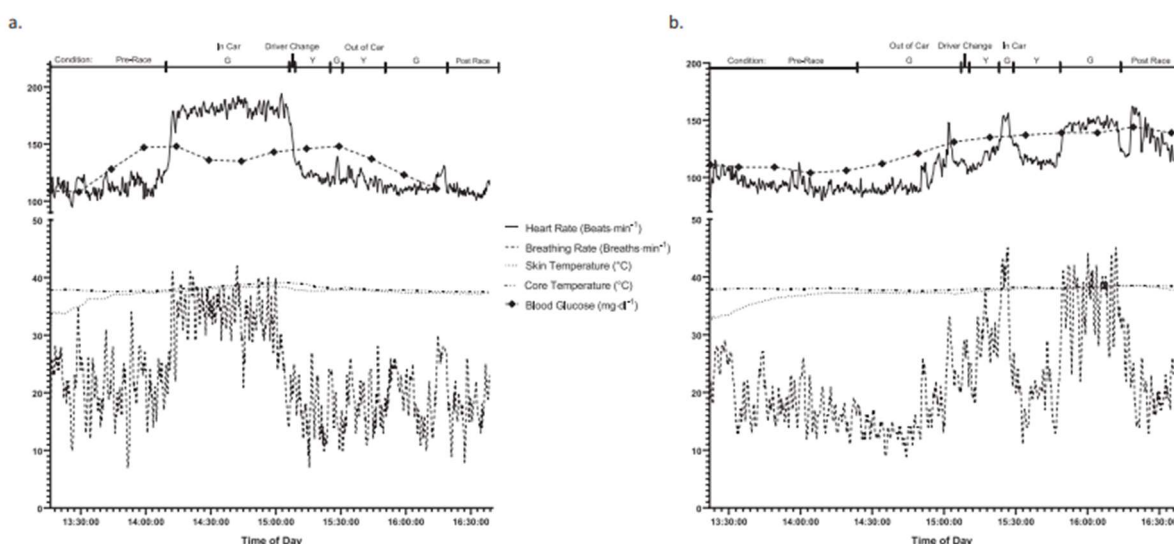 a.
In Car Driver Change Out of Car
Condition: Pre-Race G Y G Y G Post Race
200
150
100
50
40
30
20
10
0
13:30:00 14:00:00 14:30:00 15:00:00 15:30:00 16:00:00 16:30:00
Time of Day
Heart Rate (Beats·min⁻¹)
Breathing Rate (Breaths·min⁻¹)
Skin Temperature (°C)
Core Temperature (°C)
Blood Glucose (mg·dl⁻¹)
b.
Out of Car Driver Change In Car
Condition: Pre-Race G Y G Y G Post Race
200
150
100
50
40
30
20
10
0
13:30:00 14:00:00 14:30:00 15:00:00 15:30:00 16:00:00 16:30:00
Time of Day